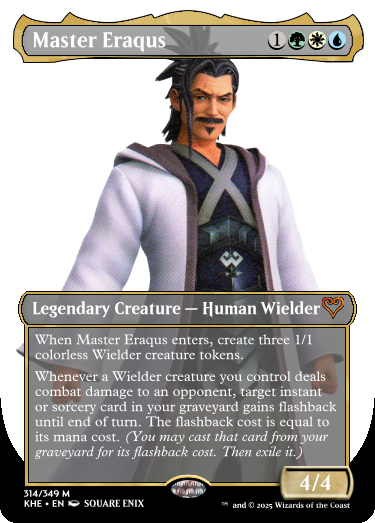 Master Eraqus 1
Legendary Creature — Human Wielder
When Master Eraqus enters, create three 1/1
colorless Wielder creature tokens.
Whenever a Wielder creature you control deals
combat damage to an opponent, target instant
or sorcery card in your graveyard gains flashback
until end of turn. The flashback cost is equal to
its mana cost. (You may cast that card from your
graveyard for its flashback cost. Then exile it.)
4/4
314/349 M
KHE • EN SQUARE ENIX
™ and © 2025 Wizards of the Coast